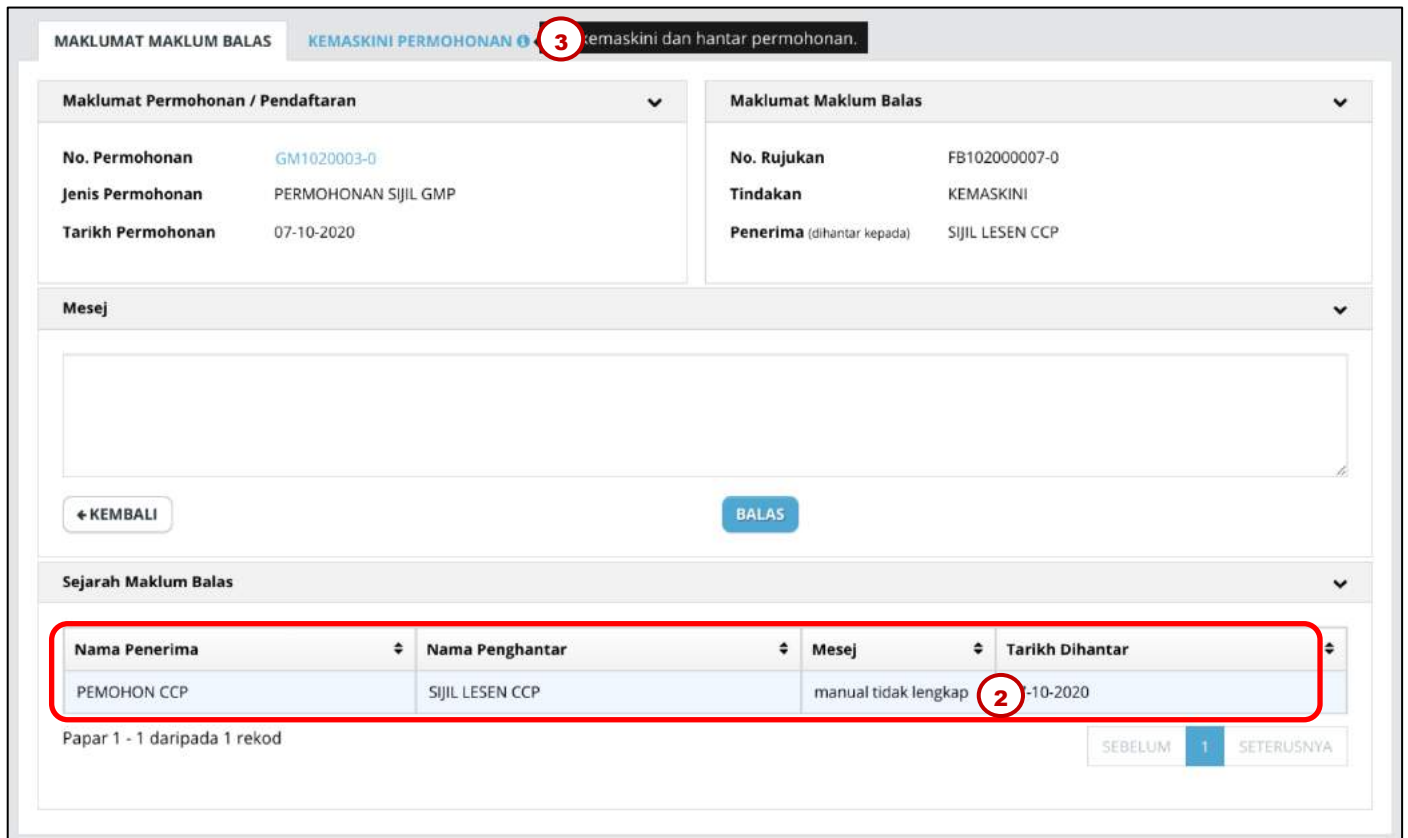 MAKLUMAT MAKLUM BALAS KEMASKINI PERMOHONAN 3 kemaskini dan hantar permohonan.
Maklumat Permohonan / Pendaftaran
No. Permohonan GM1020003-0
Jenis Permohonan PERMOHONAN SIJIL GMP
Tarikh Permohonan 07-10-2020
Maklumat Maklum Balas
No. Rujukan FB102000007-0
Tindakan KEMASKINI
Penerima (dihantar kepada) SIJIL LESEN CCP
Mesej
KEMBALI BALAS
Sejarah Maklum Balas
Nama Penerima Nama Penghantar Mesej Tarikh Dihantar
PEMOHON CCP SIJIL LESEN CCP manual tidak lengkap 2 -10-2020
Papar 1 - 1 daripada 1 rekod
SEBELUM 1 SETERUSNYA